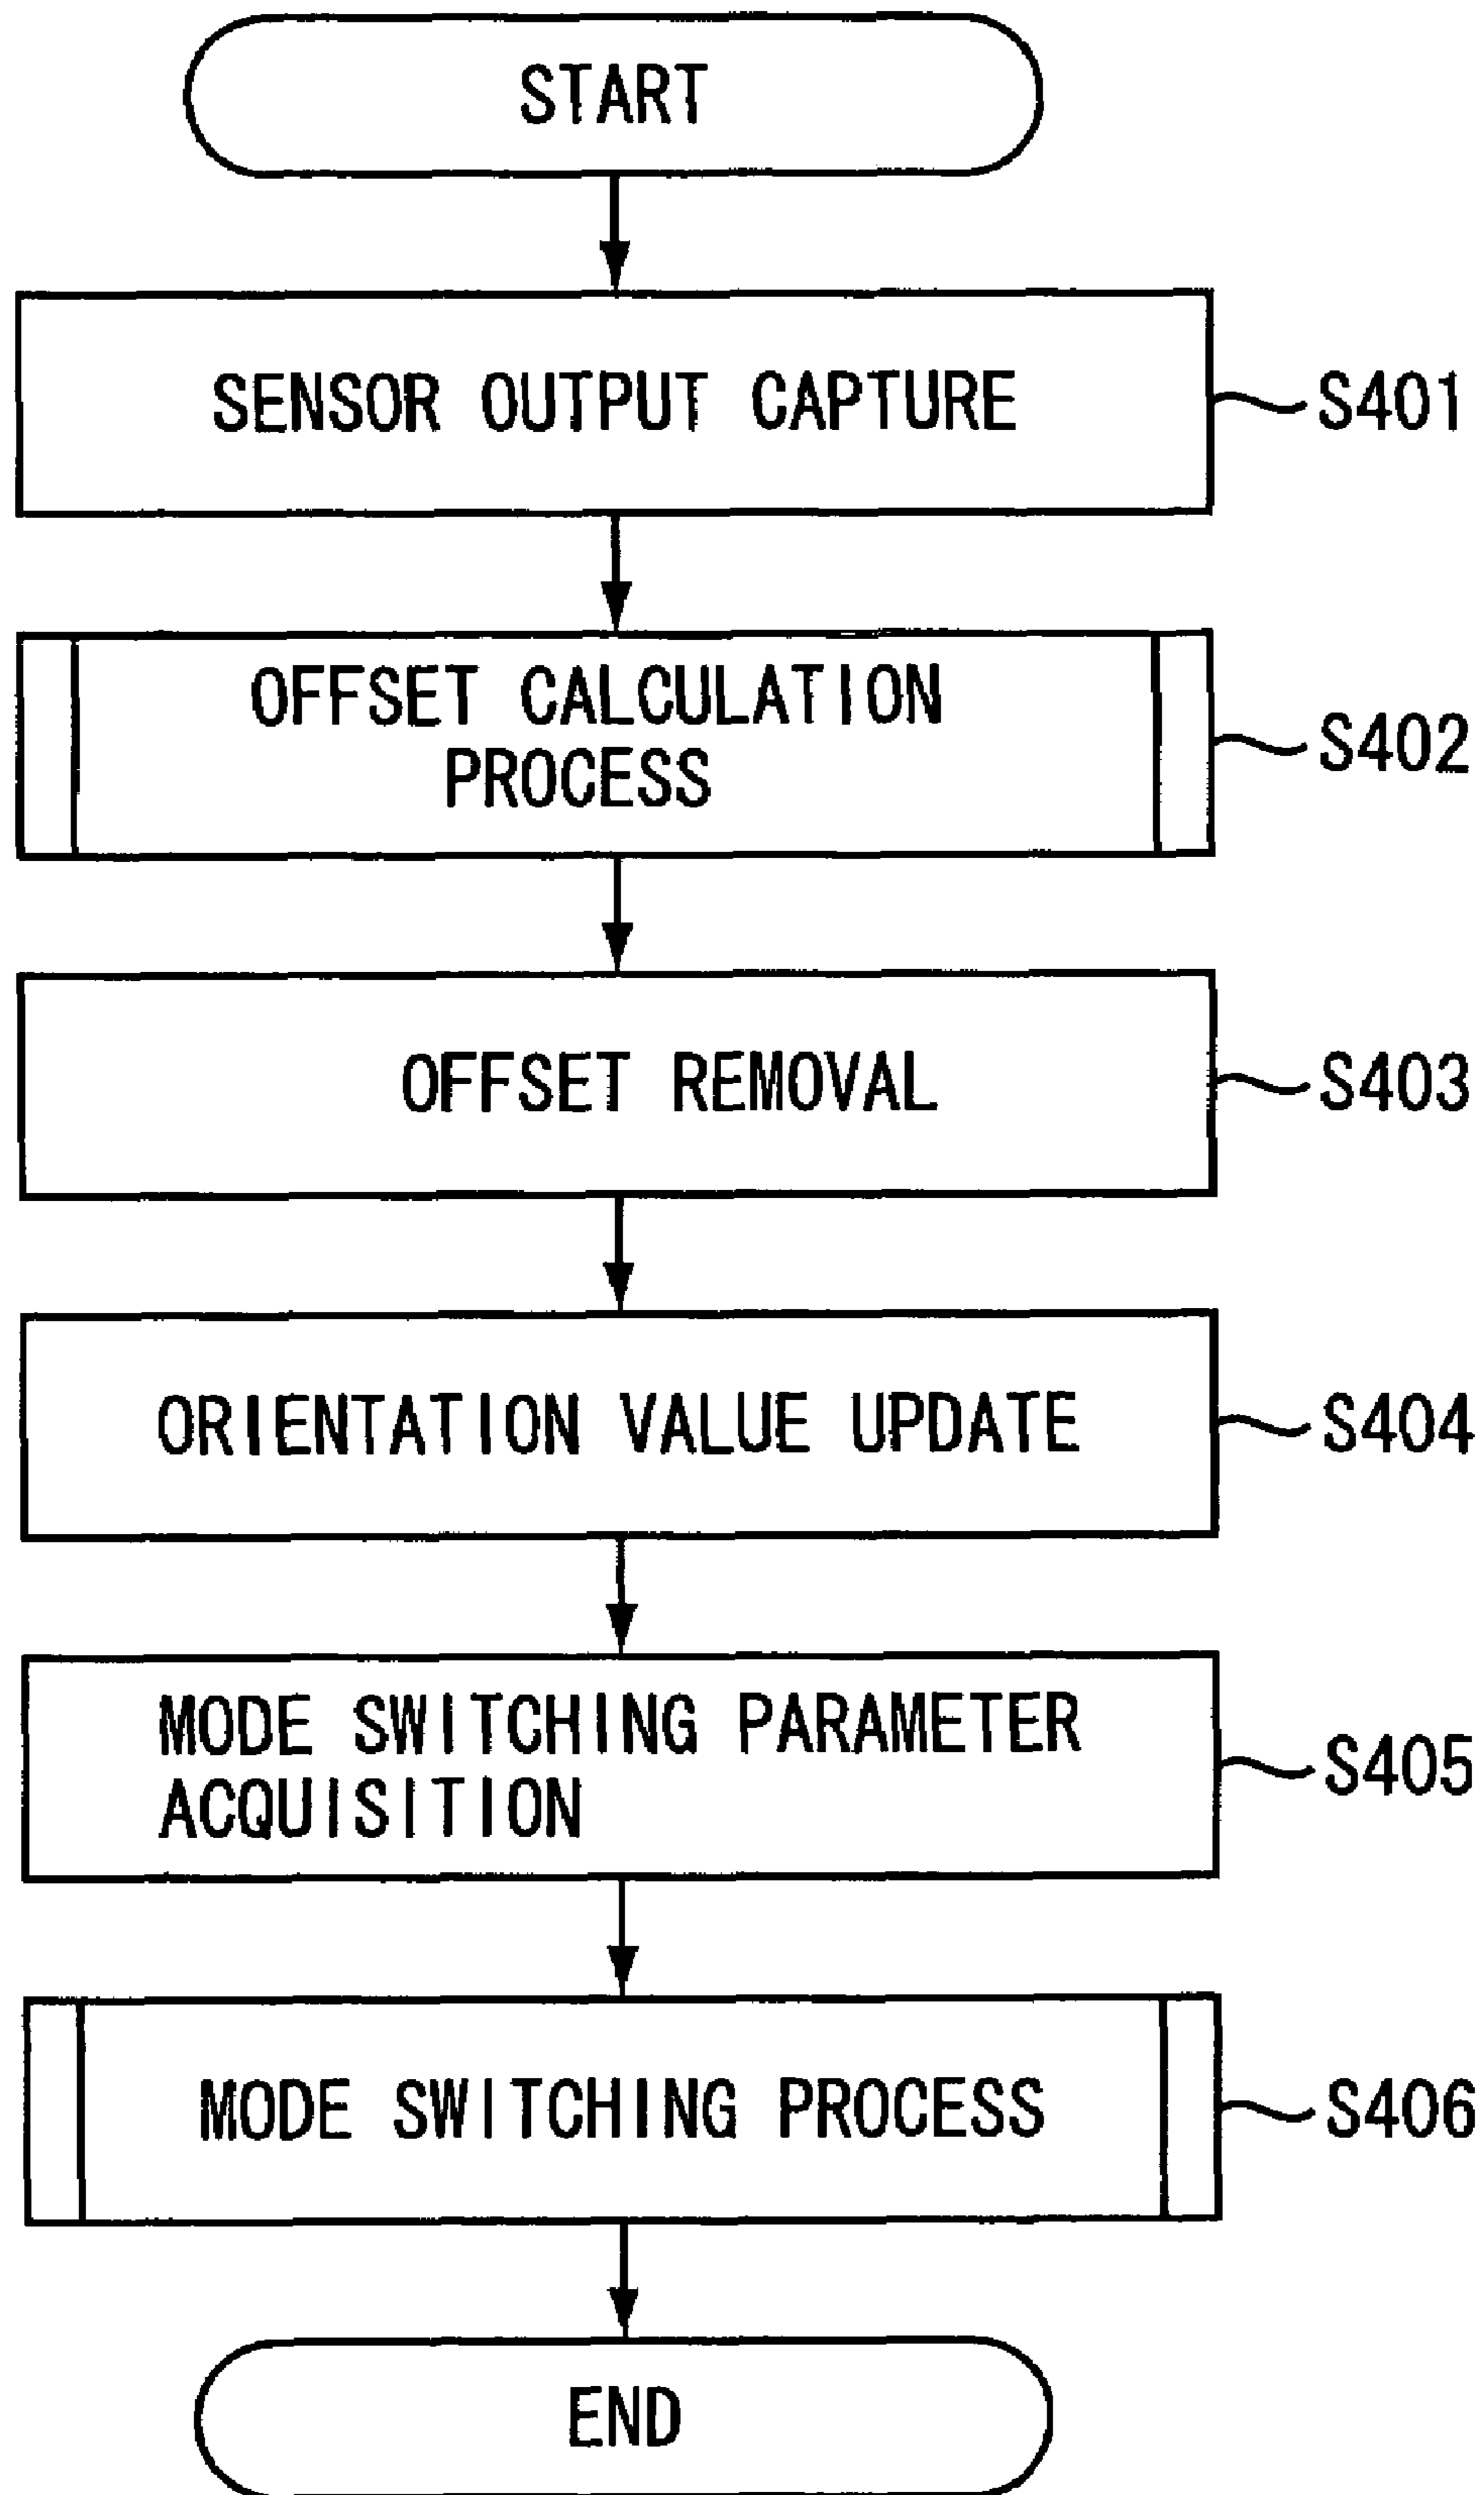 START
SENSOR OUTPUT CAPTURE
S401
OFFSET CALCULATION
PROCESS
S402
OFFSET REMOVAL
S403
ORIENTATION VALUE UPDATE
S404
MODE SWITCHING PARAMETER
ACQUISITION
S405
MODE SWITCHING PROCESS
S406
END